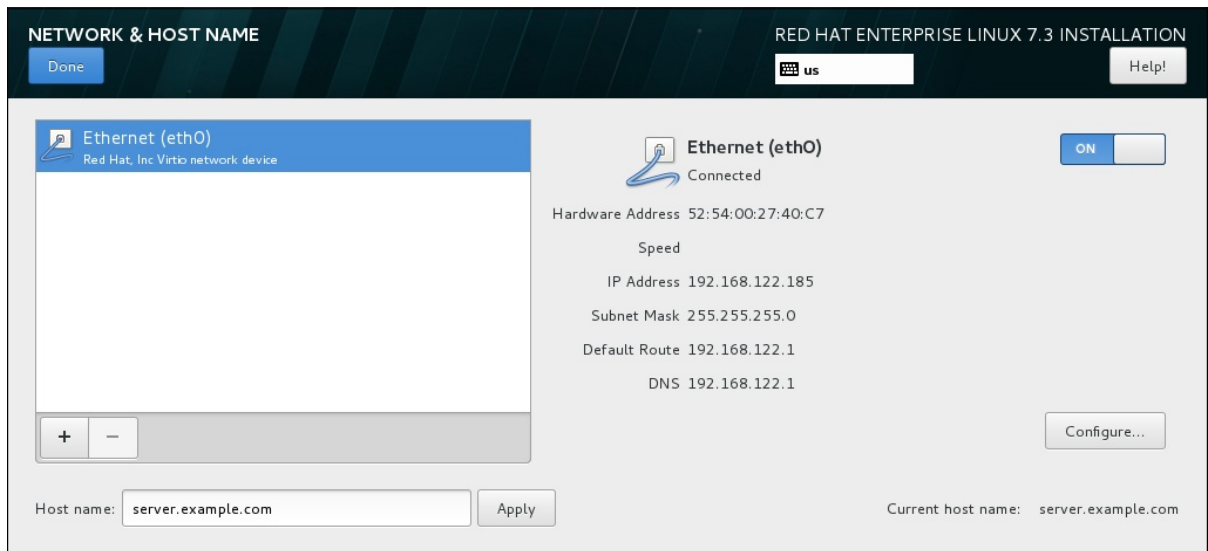 NETWORK & HOST NAME
RED HAT ENTERPRISE LINUX 7.3 INSTALLATION
Done
us
Help!
Ethernet (eth0)
Red Hat, Inc Virtio network device
Ethernet (eth0)
Connected
ON
Hardware Address 52:54:00:27:40:C7
Speed
IP Address 192.168.122.185
Subnet Mask 255.255.255.0
Default Route 192.168.122.1
DNS 192.168.122.1
+ −
Configure...
Host name: server.example.com Apply
Current host name: server.example.com